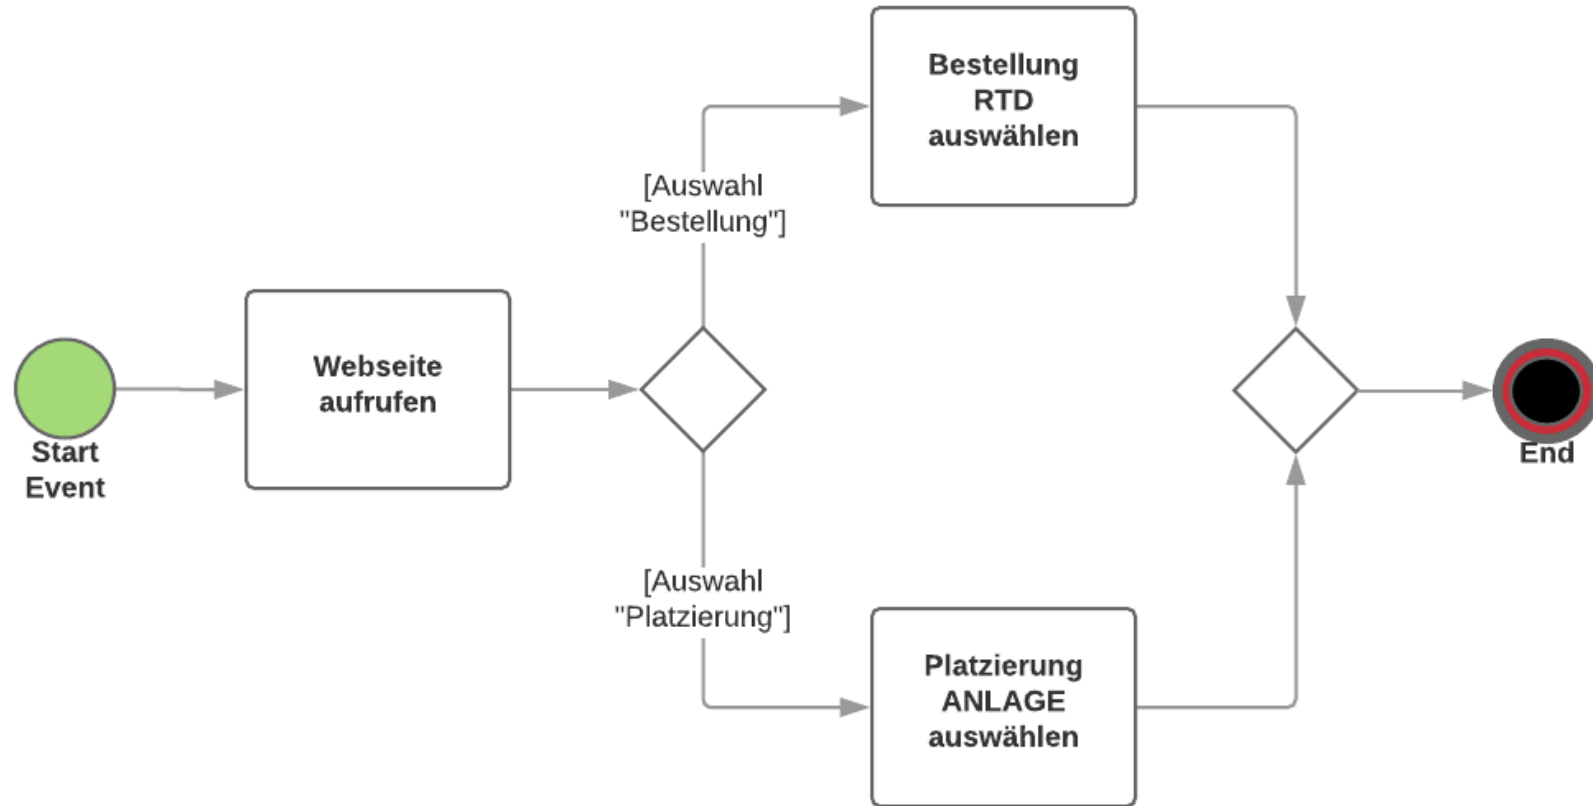 Start
Event
Webseite
aufrufen
[Auswahl
"Bestellung"]
Bestellung
RTD
auswählen
[Auswahl
"Platzierung"]
Platzierung
ANLAGE
auswählen
End